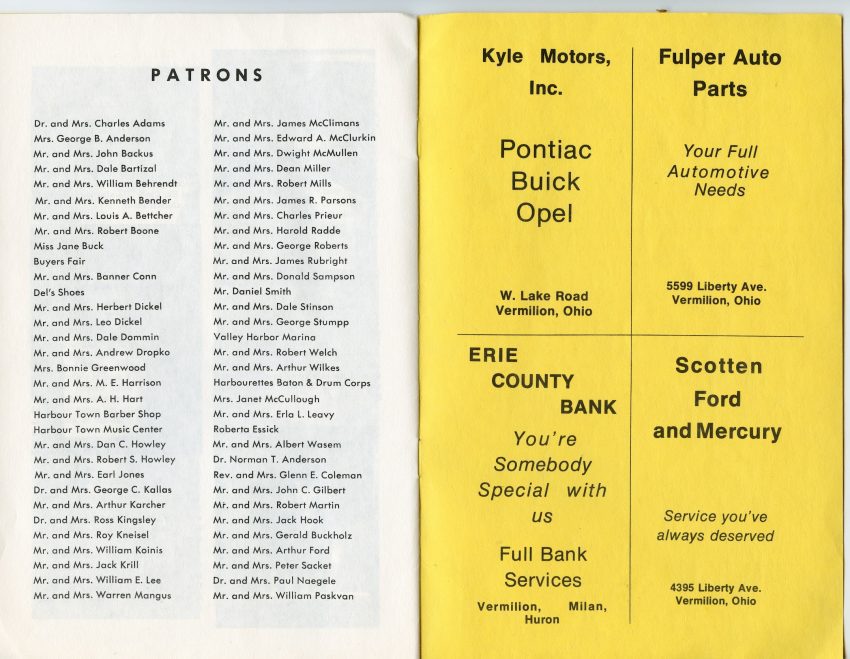 PATRONS
Dr. and Mrs. Charles Adams
Mrs. George B. Anderson
Mr. and Mrs. John Backus
Mr. and Mrs. Dale Bartizal
Mr. and Mrs. William Behrendt
Mr. and Mrs. Kenneth Bender
Mr. and Mrs. Louis A. Bettcher
Mr. and Mrs. Robert Boone
Miss Jane Buck
Buyers Fair
Mr. and Mrs. Banner Conn
Del's Shoes
Mr. and Mrs. Herbert Dickel
Mr. and Mrs. Leo Dickel
Mr. and Mrs. Dale Dommin
Mr. and Mrs. Andrew Dropko
Mrs. Bonnie Greenwood
Mr. and Mrs. M. E. Harrison
Mr. and Mrs. A. H. Hart
Harbour Town Barber Shop
Harbour Town Music Center
Mr. and Mrs. Dan C. Howley
Mr. and Mrs. Robert S. Howley
Mr. and Mrs. Earl Jones
Dr. and Mrs. George C. Kallas
Mr. and Mrs. Arthur Karcher
Dr. and Mrs. Ross Kingsley
Mr. and Mrs. Roy Kneisel
Mr. and Mrs. William Koinis
Mr. and Mrs. Jack Krill
Mr. and Mrs. William E. Lee
Mr. and Mrs. Warren Mangus
Mr. and Mrs. James McClimans
Mr. and Mrs. Edward A. McClurkin
Mr. and Mrs. Dwight McMullen
Mr. and Mrs. Dean Miller
Mr. and Mrs. Robert Mills
Mr. and Mrs. James R. Parsons
Mr. and Mrs. Charles Prieur
Mr. and Mrs. Harold Radde
Mr. and Mrs. George Roberts
Mr. and Mrs. James Rubright
Mr. and Mrs. Donald Sampson
Mr. Daniel Smith
Mr. and Mrs. Dale Stinson
Mr. and Mrs. George Stumpp
Valley Harbor Marina
Mr. and Mrs. Robert Welch
Mr. and Mrs. Arthur Wilkes
Harbourettes Baton & Drum Corps
Mrs. Janet McCullough
Mr. and Mrs. Erla L. Leavy
Roberta Essick
Mr. and Mrs. Albert Wasem
Dr. Norman T. Anderson
Rev. and Mrs. Glenn E. Coleman
Mr. and Mrs. John C. Gilbert
Mr. and Mrs. Robert Martin
Mr. and Mrs. Jack Hook
Mr. and Mrs. Gerald Buckholz
Mr. and Mrs. Arthur Ford
Mr. and Mrs. Peter Sacket
Dr. and Mrs. Paul Naegele
Mr. and Mrs. William Paskvan
Kyle Motors,
Inc.
Pontiac
Buick
Opel
W. Lake Road
Vermilion, Ohio
Fulper Auto
Parts
Your Full
Automotive
Needs
5599 Liberty Ave.
Vermilion, Ohio
ERIE
COUNTY
BANK
You're
Somebody
Special with
us
Full Bank
Services
Vermilion, Milan,
Huron
Scotten
Ford
and Mercury
Service you've
always deserved
4395 Liberty Ave.
Vermilion, Ohio